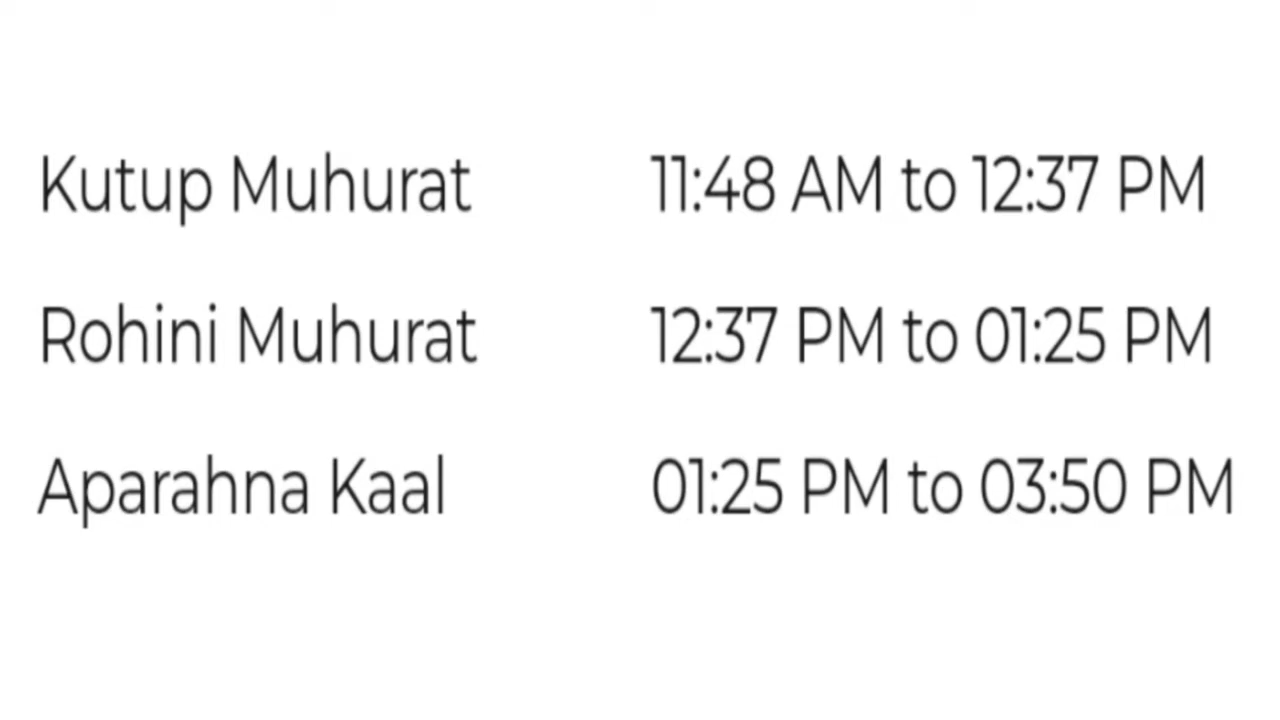 Kutup Muhurat 11:48 AM to 12:37 PM
Rohini Muhurat 12:37 PM to 01:25 PM
Aparahna Kaal 01:25 PM to 03:50 PM